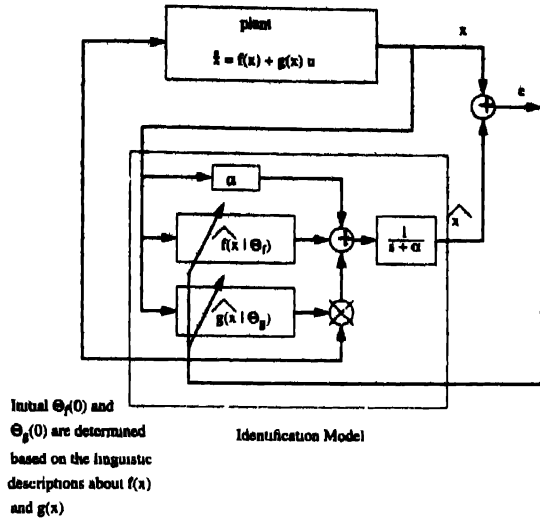 plant
ẋ = f(x) + g(x) u
x
e
α
x̂
f̂(x | Θf)
+
1
s + α
ĝ(x | Θg)
Initial Θf(0) and
Θg(0) are determined
based on the linguistic
descriptions about f(x)
and g(x)
Identification Model